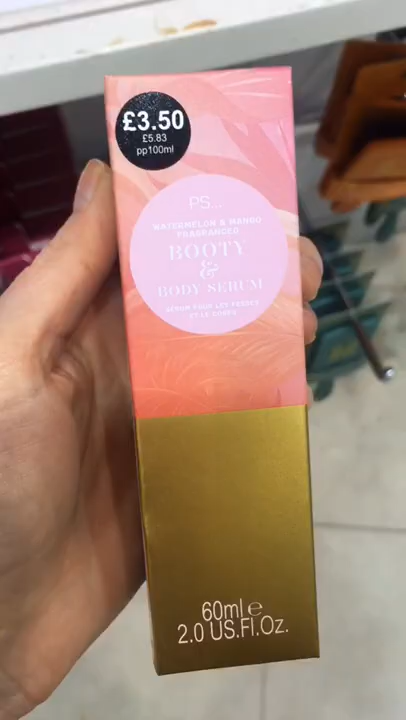 £3.50
£5.83
pp100ml
PS...
WATERMELON & MANGO
FRAGRANCED
BOOTY
&
BODY SERUM
SÉRUM POUR LES FESSES
ET LE CORPS
60ml e
2.0 US.Fl.Oz.